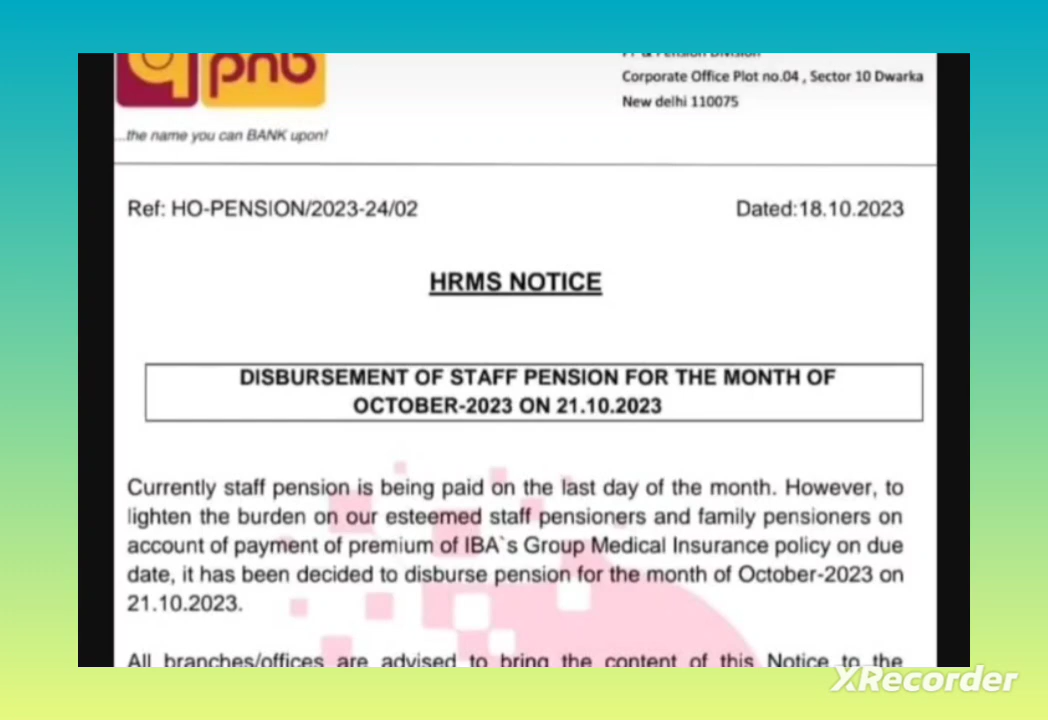 pnb
PF & Pension Division
Corporate Office Plot no.04 , Sector 10 Dwarka
New delhi 110075
...the name you can BANK upon!
Ref: HO-PENSION/2023-24/02
Dated:18.10.2023
HRMS NOTICE
DISBURSEMENT OF STAFF PENSION FOR THE MONTH OF
OCTOBER-2023 ON 21.10.2023
Currently staff pension is being paid on the last day of the month. However, to
lighten the burden on our esteemed staff pensioners and family pensioners on
account of payment of premium of IBA`s Group Medical Insurance policy on due
date, it has been decided to disburse pension for the month of October-2023 on
21.10.2023.
All branches/offices are advised to bring the content of this Notice to the
XRecorder